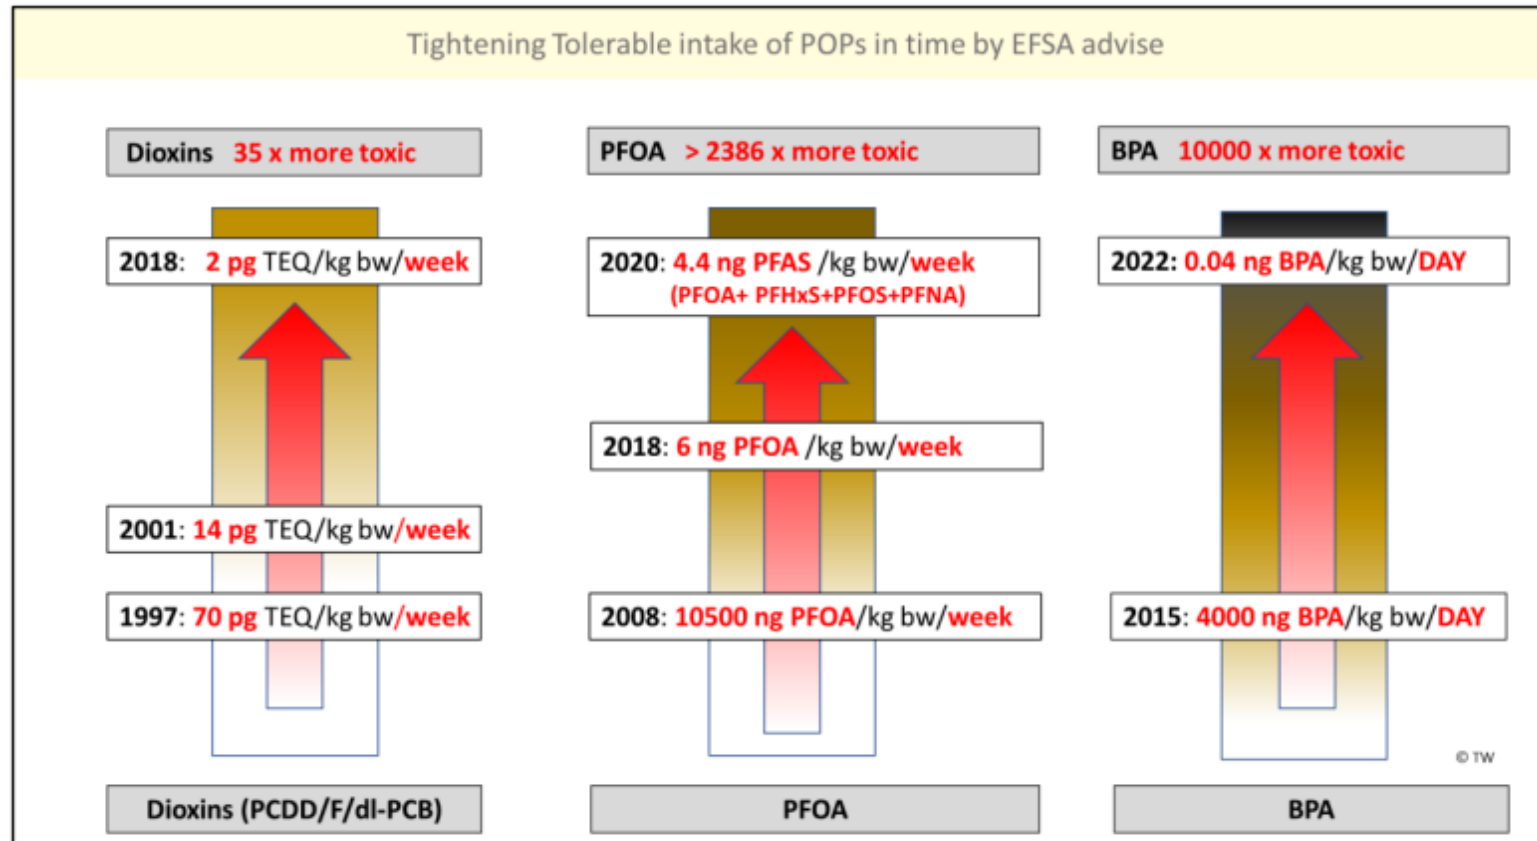 Tightening Tolerable intake of POPs in time by EFSA advise
Dioxins 35 x more toxic
2018: 2 pg TEQ/kg bw/week
2001: 14 pg TEQ/kg bw/week
1997: 70 pg TEQ/kg bw/week
Dioxins (PCDD/F/dl-PCB)
PFOA > 2386 x more toxic
2020: 4.4 ng PFAS /kg bw/week
(PFOA+ PFHxS+PFOS+PFNA)
2018: 6 ng PFOA /kg bw/week
2008: 10500 ng PFOA/kg bw/week
PFOA
BPA 10000 x more toxic
2022: 0.04 ng BPA/kg bw/DAY
2015: 4000 ng BPA/kg bw/DAY
© TW
BPA